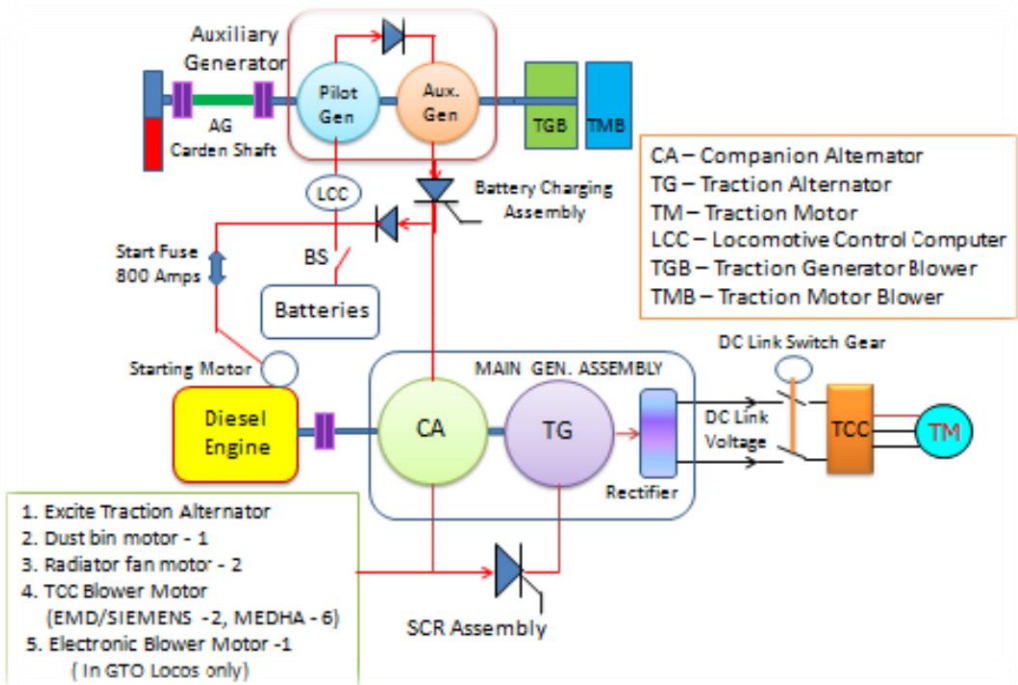 Auxiliary
Generator
Pilot
Gen
Aux.
Gen
TGB
TMB
AG
Carden Shaft
LCC
Battery Charging
Assembly
CA – Companion Alternator
TG – Traction Alternator
TM – Traction Motor
LCC – Locomotive Control Computer
TGB – Traction Generator Blower
TMB – Traction Motor Blower
Start Fuse
800 Amps
BS
Batteries
DC Link Switch Gear
Starting Motor
MAIN GEN. ASSEMBLY
Diesel
Engine
CA
TG
DC Link
Voltage
TCC
TM
Rectifier
1. Excite Traction Alternator
2. Dust bin motor - 1
3. Radiator fan motor - 2
4. TCC Blower Motor
(EMD/SIEMENS -2, MEDHA - 6)
5. Electronic Blower Motor -1
( In GTO Locos only)
SCR Assembly